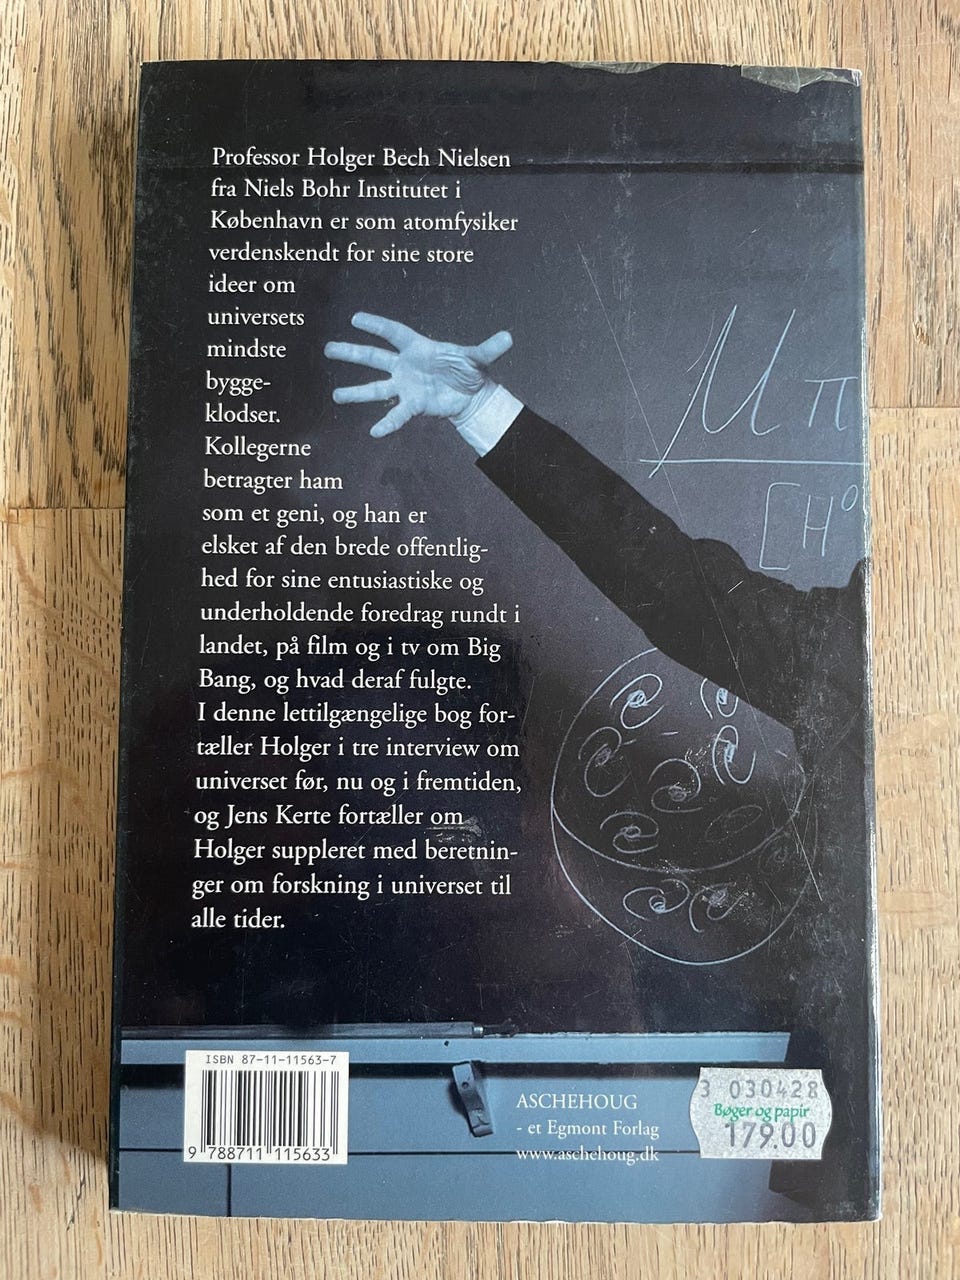 Professor Holger Bech Nielsen
fra Niels Bohr Institutet i
København er som atomfysiker
verdenskendt for sine store
ideer om
universets
mindste
bygge-
klodser.
Kollegerne
betragter ham
som et geni, og han er
elsket af den brede offentlig-
hed for sine entusiastiske og
underholdende foredrag rundt i
landet, på film og i tv om Big
Bang, og hvad deraf fulgte.
I denne lettilgængelige bog for-
tæller Holger i tre interview om
universet før, nu og i fremtiden,
og Jens Kerte fortæller om
Holger suppleret med beretnin-
ger om forskning i universet til
alle tider.
μ π
[H⁰
ISBN 87-11-11563-7
9 788711 115633
ASCHEHOUG
- et Egmont Forlag
www.aschehoug.dk
3 030428
Bøger og papir
179.00